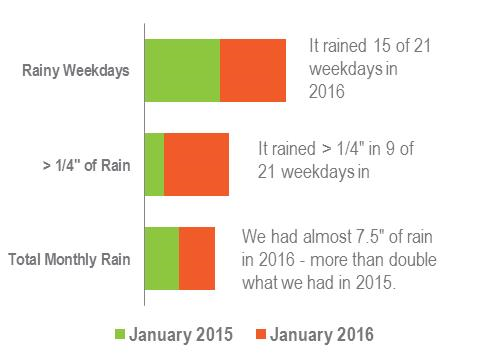 Rainy Weekdays
It rained 15 of 21
weekdays in
2016
> 1/4" of Rain
It rained > 1/4" in 9 of
21 weekdays in
Total Monthly Rain
We had almost 7.5" of rain
in 2016 - more than double
what we had in 2015.
January 2015
January 2016